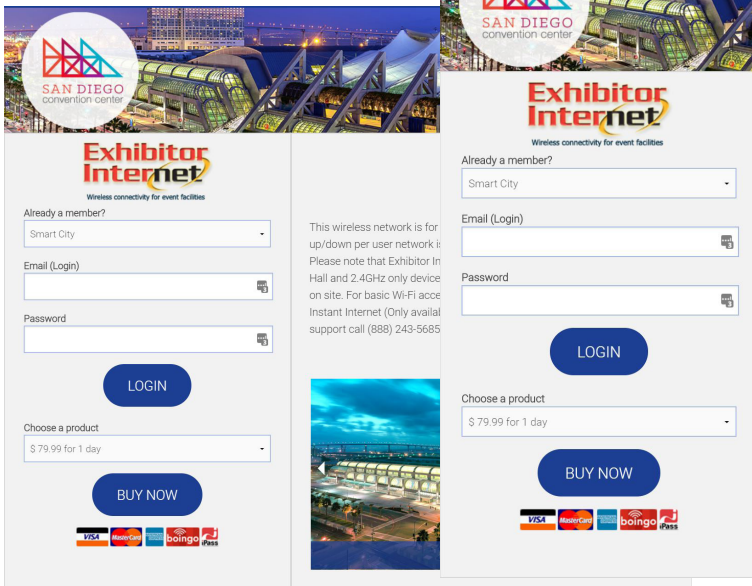 SAN DIEGO
convention center
Exhibitor
Internet
Wireless connectivity for event facilities
Already a member?
Smart City
Email (Login)
Password
LOGIN
Choose a product
$ 79.99 for 1 day
BUY NOW
VISA
MasterCard
boingo
iPass
This wireless network is for
up/down per user network
Please note that Exhibitor
Hall and 2.4GHz only device
on site. For basic Wi-Fi
Instant Internet (Only
support call (888) 243-5685
SAN DIEGO
convention center
Exhibitor
Internet
Wireless connectivity for event facilities
Already a member?
Smart City
Email (Login)
Password
LOGIN
Choose a product
$ 79.99 for 1 day
BUY NOW
VISA
MasterCard
boingo
iPass